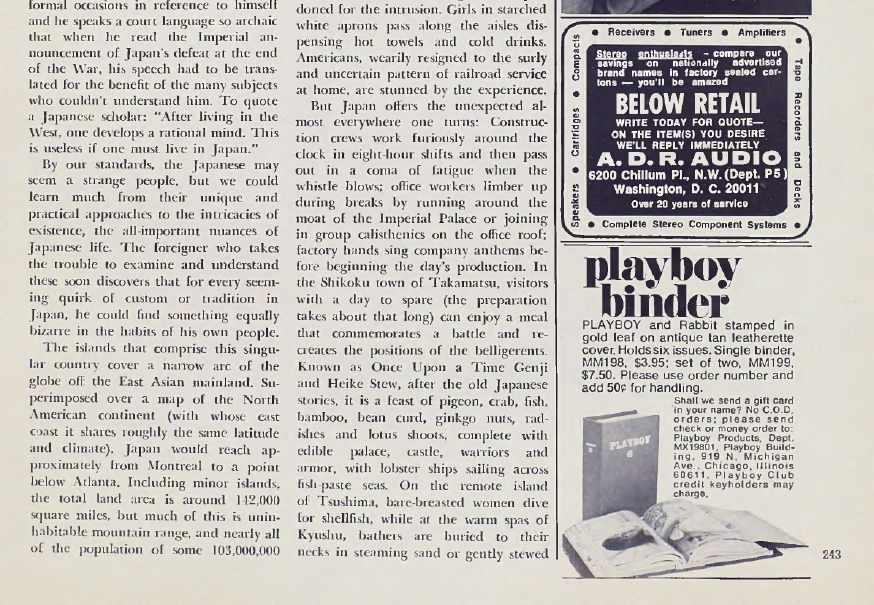 formal occasions in reference to himself
and he speaks a court language so archaic
that when he read the Imperial an-
nouncement of Japan's defeat at the end
of the War, his speech had to be trans-
lated for the benefit of the many subjects
who couldn't understand him. To quote
a Japanese scholar: "After living in the
West, one develops a rational mind. This
is useless if one must live in Japan."
By our standards, the Japanese may
seem a strange people, but we could
learn much from their unique and
practical approaches to the intricacies of
existence, the all-important nuances of
Japanese life. The foreigner who takes
the trouble to examine and understand
these soon discovers that for every seem-
ing quirk of custom or tradition in
Japan, he could find something equally
bizarre in the habits of his own people.
The islands that comprise this singu-
lar country cover a narrow arc of the
globe off the East Asian mainland. Su-
perimposed over a map of the North
American continent (with whose east
coast it shares roughly the same latitude
and climate), Japan would reach ap-
proximately from Montreal to a point
below Atlanta. Including minor islands,
the total land area is around 142,000
square miles, but much of this is unin-
habitable mountain range, and nearly all
of the population of some 103,000,000
doned for the intrusion. Girls in starched
white aprons pass along the aisles dis-
pensing hot towels and cold drinks.
Americans, wearily resigned to the surly
and uncertain pattern of railroad service
at home, are stunned by the experience.
But Japan offers the unexpected al-
most everywhere one turns: Construc-
tion crews work furiously around the
clock in eight-hour shifts and then pass
out in a coma of fatigue when the
whistle blows; office workers limber up
during breaks by running around the
moat of the Imperial Palace or joining
in group calisthenics on the office roof;
factory hands sing company anthems be-
fore beginning the day's production. In
the Shikoku town of Takamatsu, visitors
with a day to spare (the preparation
takes about that long) can enjoy a meal
that commemorates a battle and re-
creates the positions of the belligerents.
Known as Once Upon a Time Genji
and Heike Stew, after the old Japanese
stories, it is a feast of pigeon, crab, fish,
bamboo, bean curd, ginkgo nuts, rad-
ishes and lotus shoots, complete with
edible palace, castle, warriors and
armor, with lobster ships sailing across
fish-paste seas. On the remote island
of Tsushima, bare-breasted women dive
for shellfish, while at the warm spas of
Kyushu, bathers are buried to their
necks in steaming sand or gently stewed
• Receivers • Tuners • Amplifiers •
Speakers • Cartridges • Compacts
Tape Recorders and Decks
Stereo enthusiasts - compare our
savings on nationally advertised
brand names in factory sealed car-
tons — you'll be amazed
BELOW RETAIL
WRITE TODAY FOR QUOTE—
ON THE ITEM(S) YOU DESIRE
WE'LL REPLY IMMEDIATELY
A.D.R. AUDIO
6200 Chillum Pl., N.W. (Dept. P5)
Washington, D. C. 20011
Over 20 years of service
• Complete Stereo Component Systems •
playboy
binder
PLAYBOY and Rabbit stamped in
gold leaf on antique tan leatherette
cover. Holds six issues. Single binder,
MM198, $3.95; set of two, MM199,
$7.50. Please use order number and
add 50¢ for handling.
Shall we send a gift card
in your name? No C.O.D.
orders; please send
check or money order to:
Playboy Products, Dept.
MX19801, Playboy Build-
ing, 919 N. Michigan
Ave., Chicago, Illinois
60611. Playboy Club
credit keyholders may
charge.
PLAYBOY
243